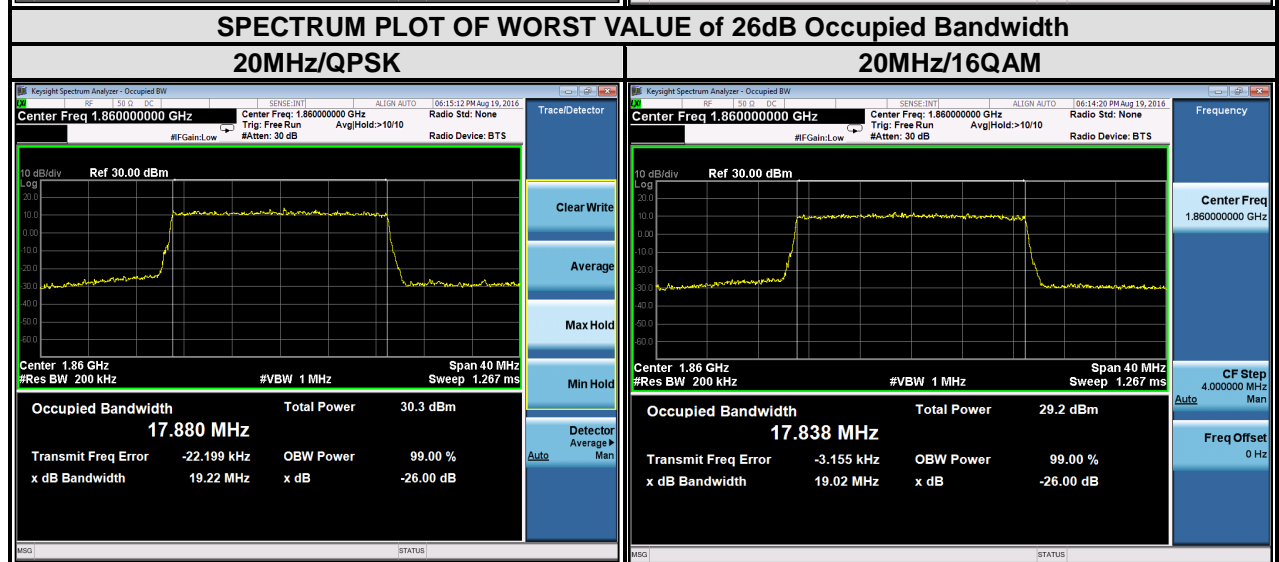 SPECTRUM PLOT OF WORST VALUE of 26dB Occupied Bandwidth
20MHz/QPSK
20MHz/16QAM
Keysight Spectrum Analyzer - Occupied BW
LXI RF 50 Ω DC SENSE:INT ALIGN AUTO 06:15:12 PM Aug 19, 2016
Center Freq 1.860000000 GHz
Center Freq: 1.860000000 GHz
Radio Std: None
Trig: Free Run Avg|Hold:>10/10
#IFGain:Low #Atten: 30 dB
Radio Device: BTS
10 dB/div Ref 30.00 dBm
Log
20.0
10.0
0.00
-10.0
-20.0
-30.0
-40.0
-50.0
-60.0
Center 1.86 GHz Span 40 MHz
#Res BW 200 kHz #VBW 1 MHz Sweep 1.267 ms
Occupied Bandwidth Total Power 30.3 dBm
17.880 MHz
Transmit Freq Error -22.199 kHz OBW Power 99.00 %
x dB Bandwidth 19.22 MHz x dB -26.00 dB
MSG STATUS
Trace/Detector
Clear Write
Average
Max Hold
Min Hold
Detector
Average
Auto Man
Keysight Spectrum Analyzer - Occupied BW
LXI RF 50 Ω DC SENSE:INT ALIGN AUTO 06:14:20 PM Aug 19, 2016
Center Freq 1.860000000 GHz
Center Freq: 1.860000000 GHz
Radio Std: None
Trig: Free Run Avg|Hold:>10/10
#IFGain:Low #Atten: 30 dB
Radio Device: BTS
10 dB/div Ref 30.00 dBm
Log
20.0
10.0
0.00
-10.0
-20.0
-30.0
-40.0
-50.0
-60.0
Center 1.86 GHz Span 40 MHz
#Res BW 200 kHz #VBW 1 MHz Sweep 1.267 ms
Occupied Bandwidth Total Power 29.2 dBm
17.838 MHz
Transmit Freq Error -3.155 kHz OBW Power 99.00 %
x dB Bandwidth 19.02 MHz x dB -26.00 dB
MSG STATUS
Frequency
Center Freq
1.860000000 GHz
CF Step
4.000000 MHz
Auto Man
Freq Offset
0 Hz